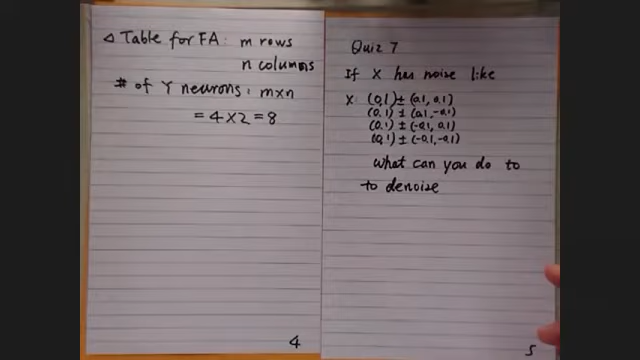 △ Table for FA: m rows
n columns
# of Y neurons: m×n
= 4×2 = 8
4
Quiz 7
If X has noise like
X: (0,1) ± (0.1, 0.1)
(0,1) ± (0.1, -0.1)
(0,1) ± (-0.1, 0.1)
(0,1) ± (-0.1, -0.1)
what can you do to
to denoize
5